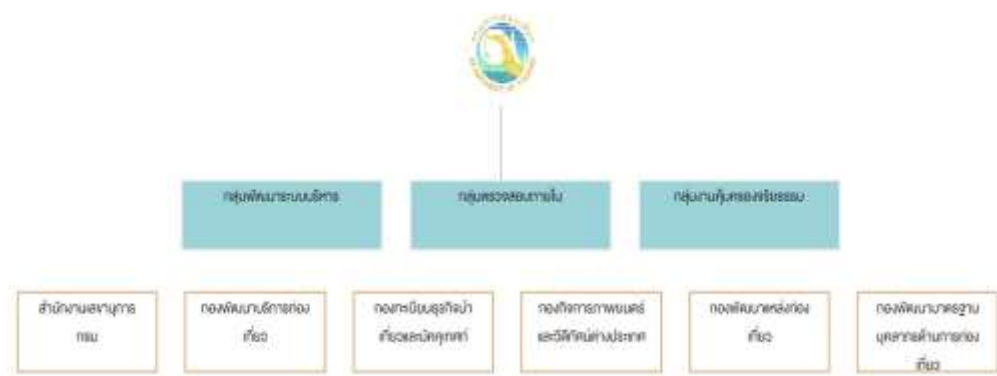 กลุ่มพัฒนาระบบบริหาร
กลุ่มตรวจสอบภายใน
กลุ่มงานคุ้มครองจริยธรรม
สำนักงานเลขานุการ
กรม
กองพัฒนาบริการท่อง
เที่ยว
กองทะเบียนธุรกิจนำ
เที่ยวและมัคคุเทศก์
กองกิจการภาพยนตร์
และวีดิทัศน์ต่างประเทศ
กองพัฒนาแหล่งท่อง
เที่ยว
กองพัฒนามาตรฐาน
บุคลากรด้านการท่อง
เที่ยว